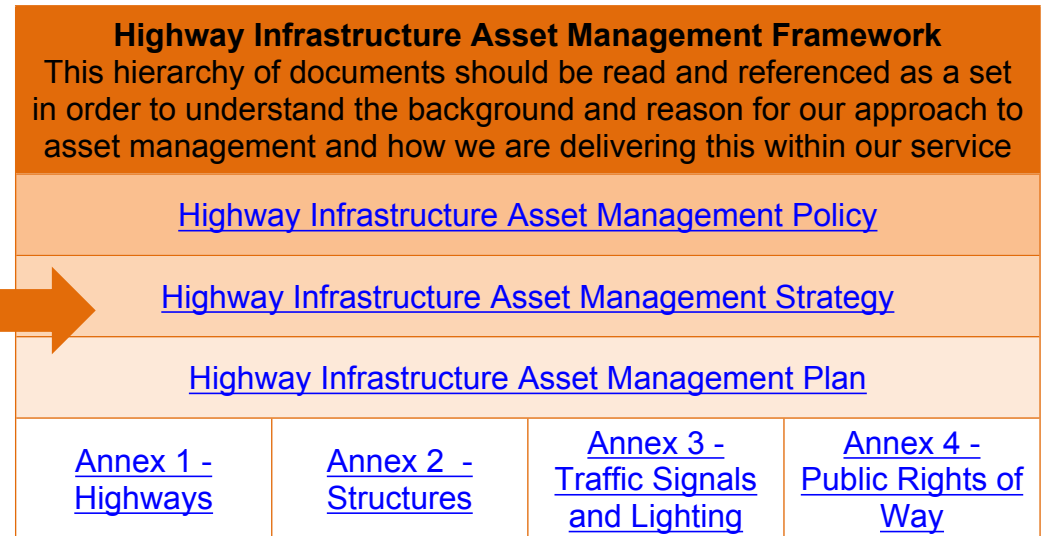 Highway Infrastructure Asset Management Framework
This hierarchy of documents should be read and referenced as a set
in order to understand the background and reason for our approach to
asset management and how we are delivering this within our service
Highway Infrastructure Asset Management Policy
Highway Infrastructure Asset Management Strategy
Highway Infrastructure Asset Management Plan
Annex 1 -
Highways
Annex 2 -
Structures
Annex 3 -
Traffic Signals
and Lighting
Annex 4 -
Public Rights of
Way